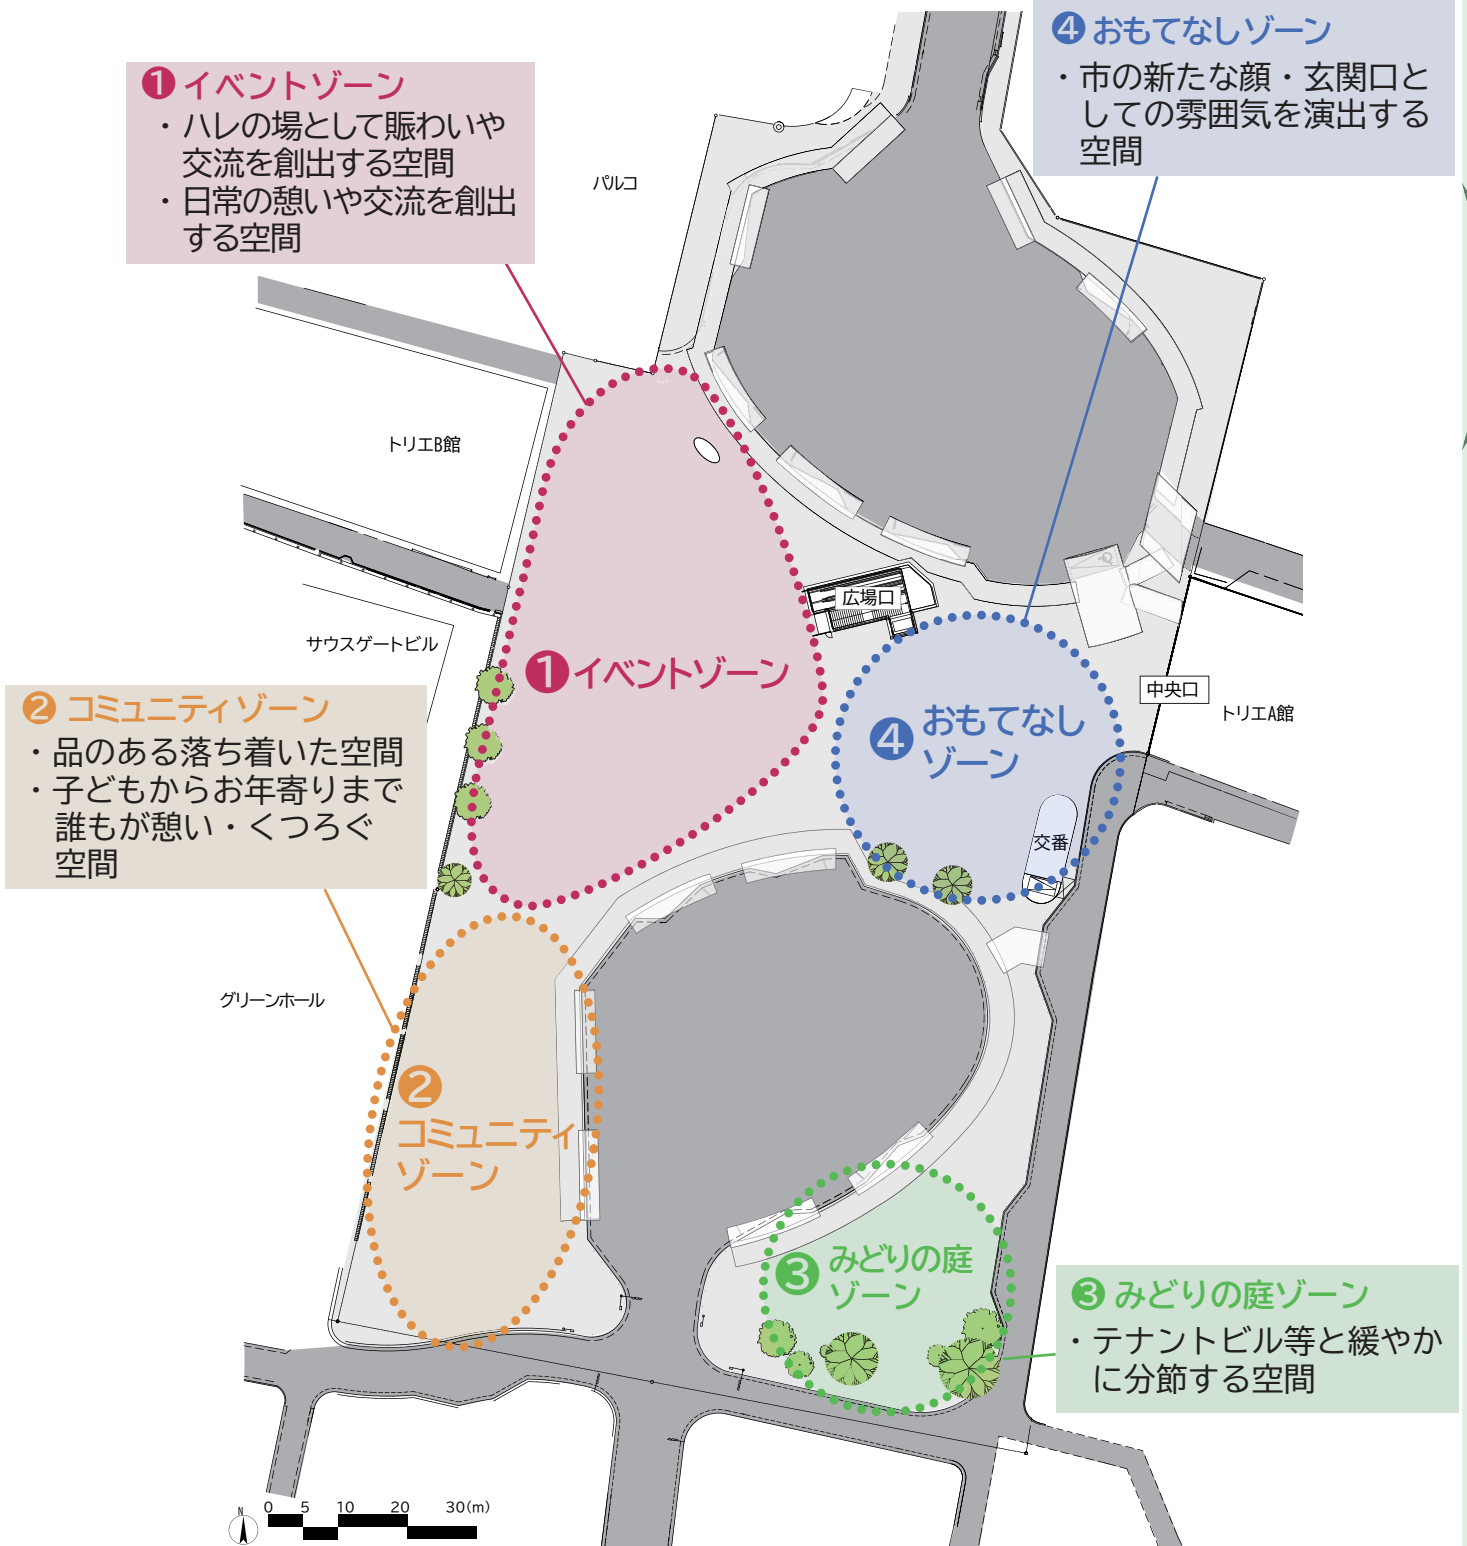 ❶ イベントゾーン
・ハレの場として賑わいや
交流を創出する空間
・日常の憩いや交流を創出
する空間
❹ おもてなしゾーン
・市の新たな顔・玄関口と
しての雰囲気を演出する
空間
パルコ
トリエB館
広場口
サウスゲートビル
❶イベントゾーン
中央口
トリエA館
❹ おもてなし
ゾーン
❷ コミュニティゾーン
・品のある落ち着いた空間
・子どもからお年寄りまで
誰もが憩い・くつろぐ
空間
交番
グリーンホール
❷
コミュニティ
ゾーン
❸ みどりの庭
ゾーン
❸ みどりの庭ゾーン
・テナントビル等と緩やか
に分節する空間
N
0 5 10 20 30(m)